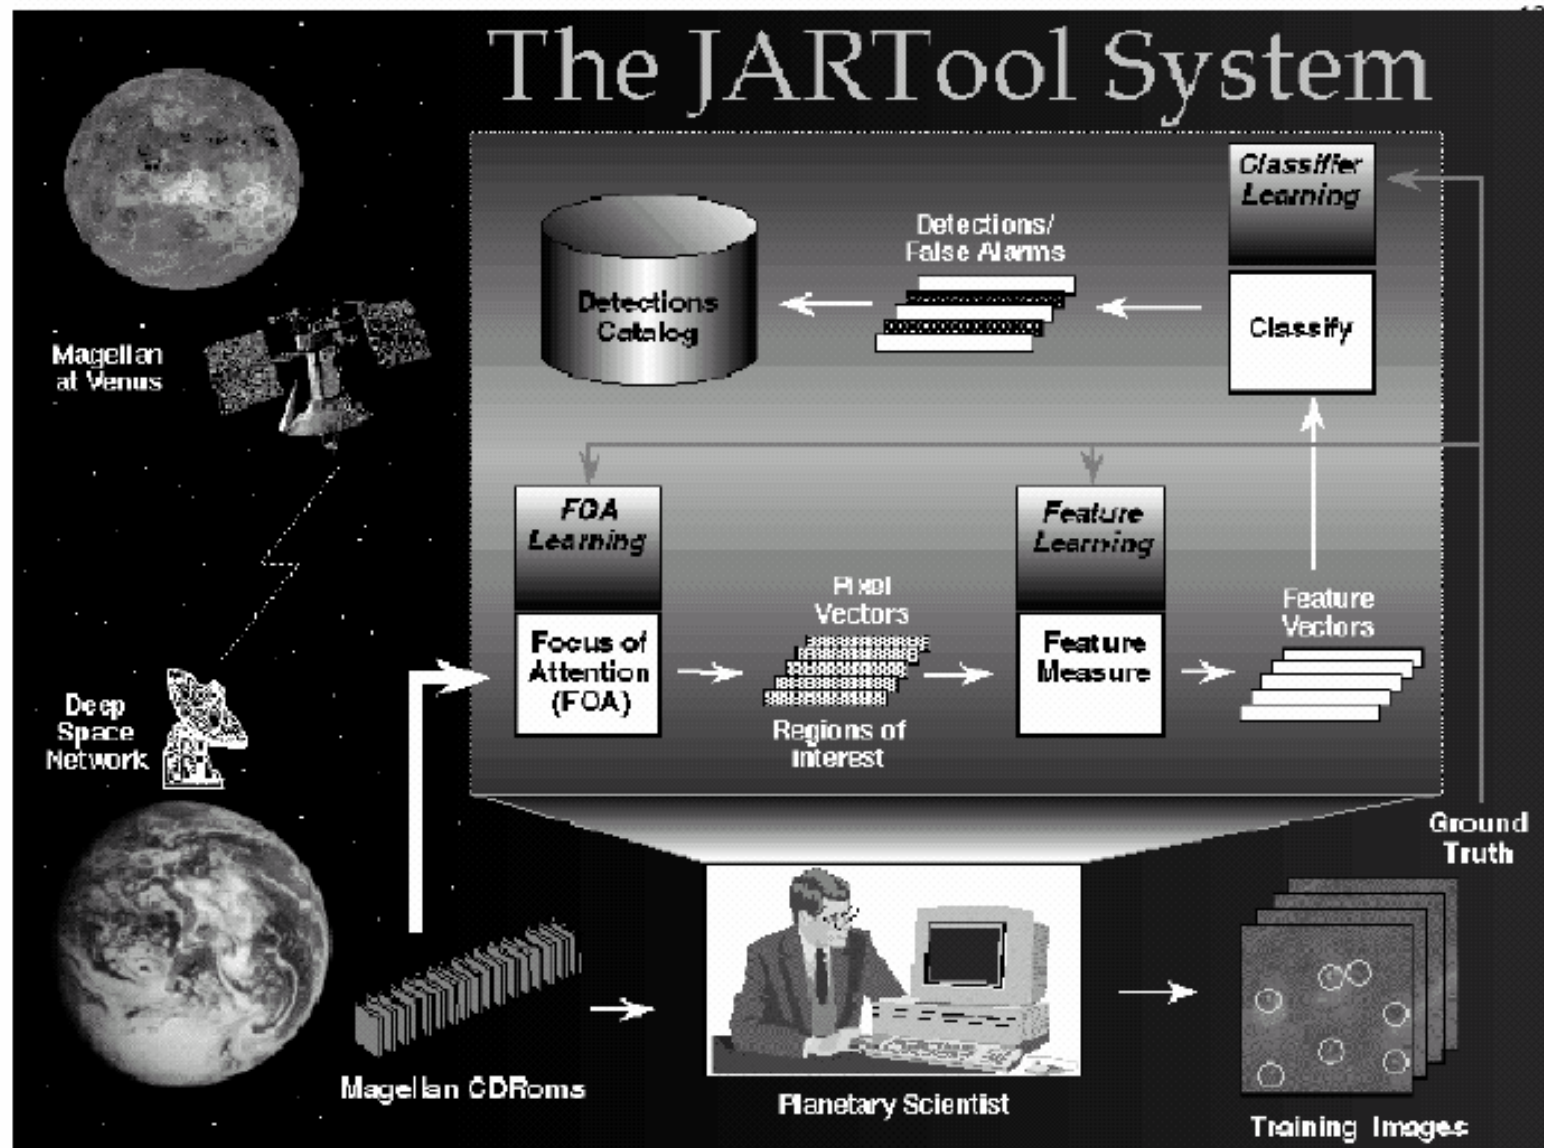 The JARTool System
Magellan
at Venus
Deep
Space
Network
Detections
Catalog
Detections/
False Alarms
Classifier
Learning
Classify
FOA
Learning
Focus of
Attention
(FOA)
Pixel
Vectors
Regions of
Interest
Feature
Learning
Feature
Measure
Feature
Vectors
Ground
Truth
Magellan CDRoms
Planetary Scientist
Training Images